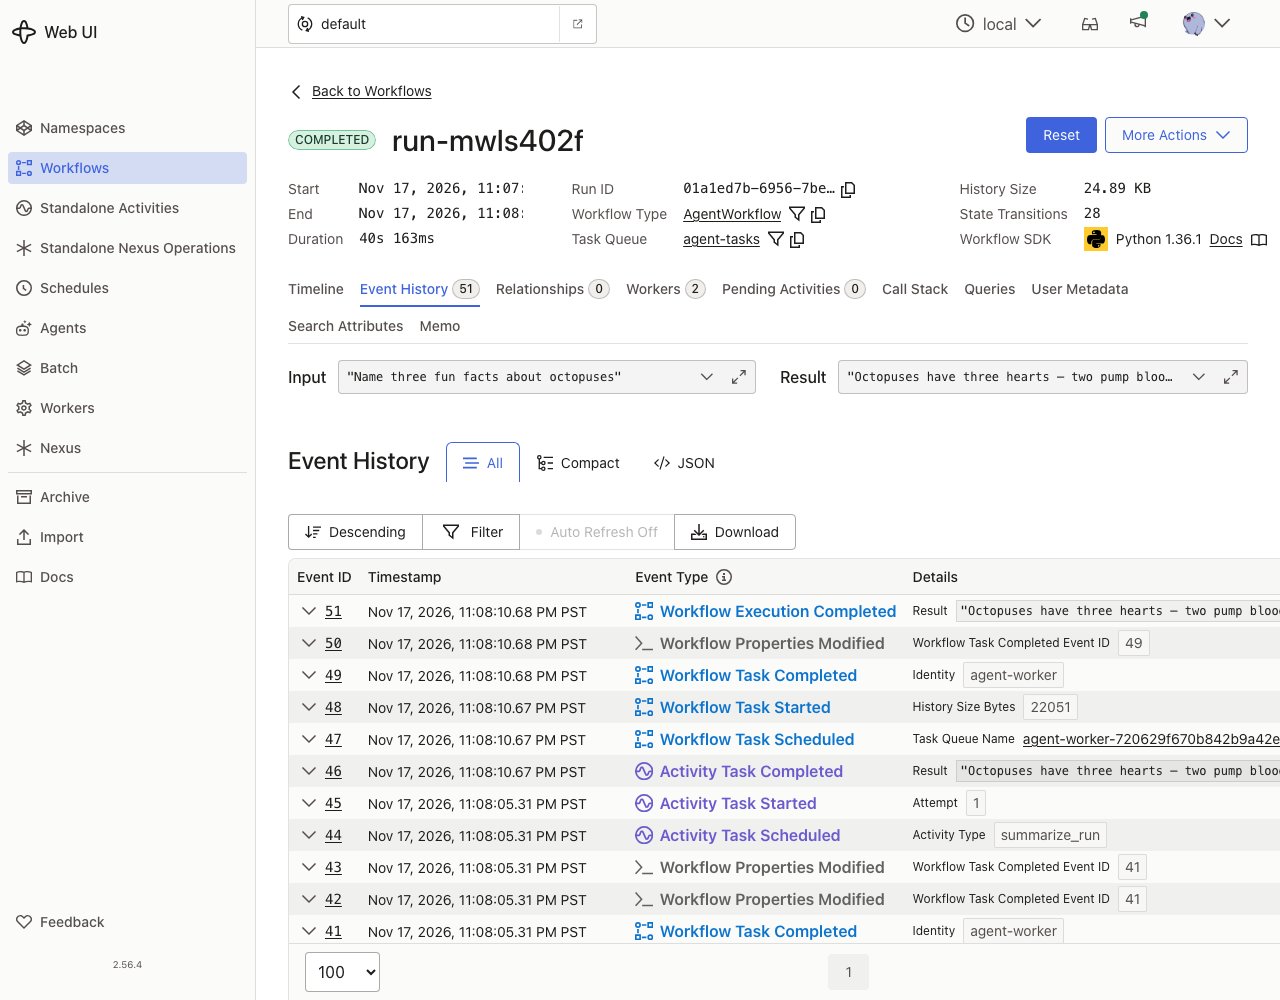 Web UI
default
local
Namespaces
Workflows
Standalone Activities
Standalone Nexus Operations
Schedules
Agents
Batch
Workers
Nexus
Archive
Import
Docs
Feedback
2.56.4
Back to Workflows
COMPLETED
run-mwls402f
Reset
More Actions
Start Nov 17, 2026, 11:07:
End Nov 17, 2026, 11:08:
Duration 40s 163ms
Run ID 01a1ed7b-6956-7be…
Workflow Type AgentWorkflow
Task Queue agent-tasks
History Size 24.89 KB
State Transitions 28
Workflow SDK Python 1.36.1 Docs
Timeline Event History 51 Relationships 0 Workers 2 Pending Activities 0 Call Stack Queries User Metadata
Search Attributes Memo
Input "Name three fun facts about octopuses"
Result "Octopuses have three hearts — two pump bloo…
Event History All Compact JSON
Descending Filter Auto Refresh Off Download
Event ID Timestamp Event Type Details
51 Nov 17, 2026, 11:08:10.68 PM PST Workflow Execution Completed Result "Octopuses have three hearts — two pump bloo
50 Nov 17, 2026, 11:08:10.68 PM PST Workflow Properties Modified Workflow Task Completed Event ID 49
49 Nov 17, 2026, 11:08:10.68 PM PST Workflow Task Completed Identity agent-worker
48 Nov 17, 2026, 11:08:10.67 PM PST Workflow Task Started History Size Bytes 22051
47 Nov 17, 2026, 11:08:10.67 PM PST Workflow Task Scheduled Task Queue Name agent-worker-720629f670b842b9a42e
46 Nov 17, 2026, 11:08:10.67 PM PST Activity Task Completed Result "Octopuses have three hearts — two pump bloo
45 Nov 17, 2026, 11:08:05.31 PM PST Activity Task Started Attempt 1
44 Nov 17, 2026, 11:08:05.31 PM PST Activity Task Scheduled Activity Type summarize_run
43 Nov 17, 2026, 11:08:05.31 PM PST Workflow Properties Modified Workflow Task Completed Event ID 41
42 Nov 17, 2026, 11:08:05.31 PM PST Workflow Properties Modified Workflow Task Completed Event ID 41
41 Nov 17, 2026, 11:08:05.31 PM PST Workflow Task Completed Identity agent-worker
100
1